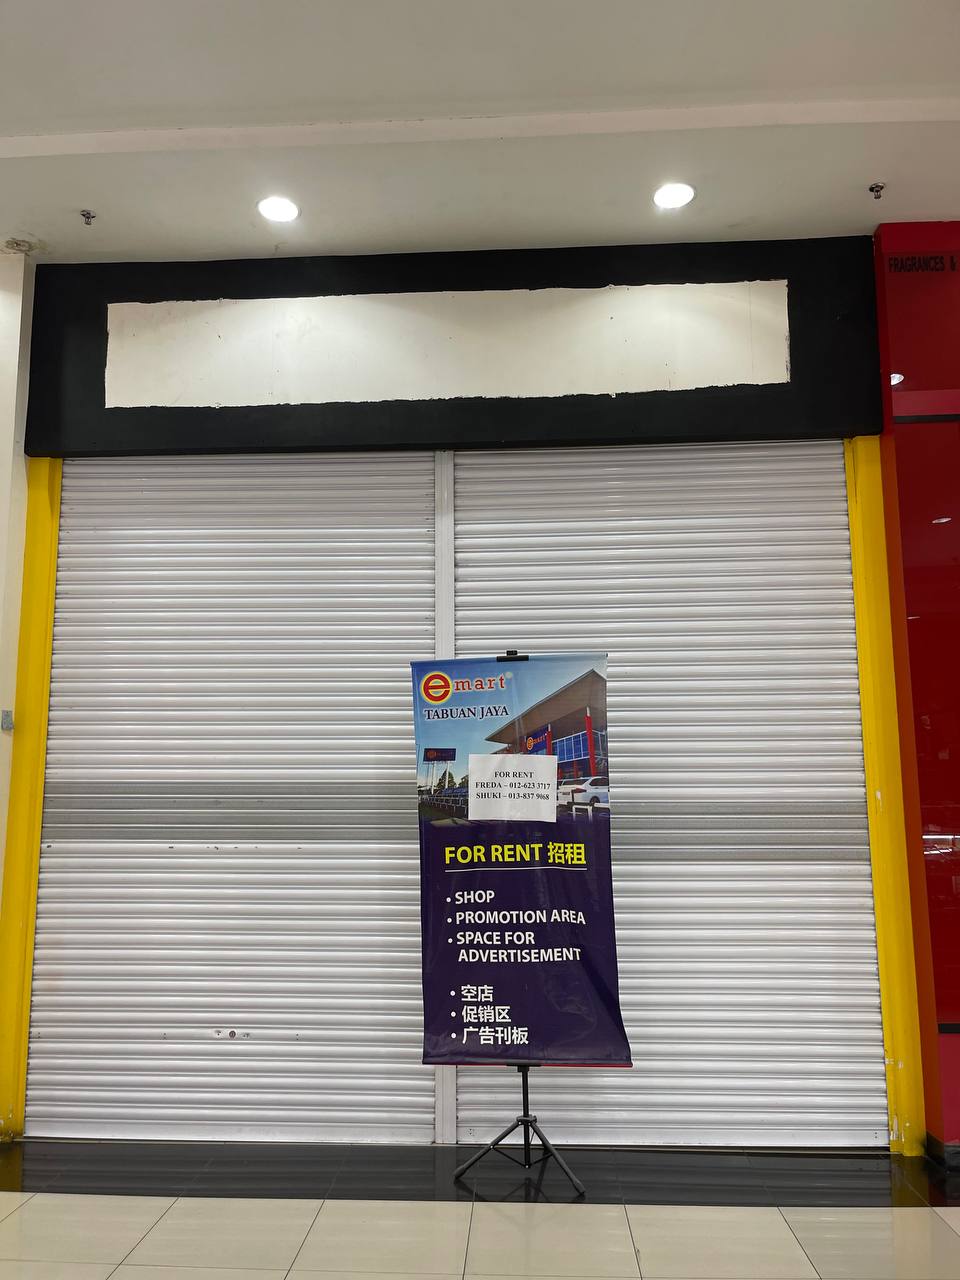 FRAGRANCES &
emart
TABUAN JAYA
emart
FOR RENT
FREDA – 012-623 3717
SHUKI – 013-837 9068
FOR RENT 招租
• SHOP
• PROMOTION AREA
• SPACE FOR
ADVERTISEMENT
• 空店
• 促销区
• 广告刊板